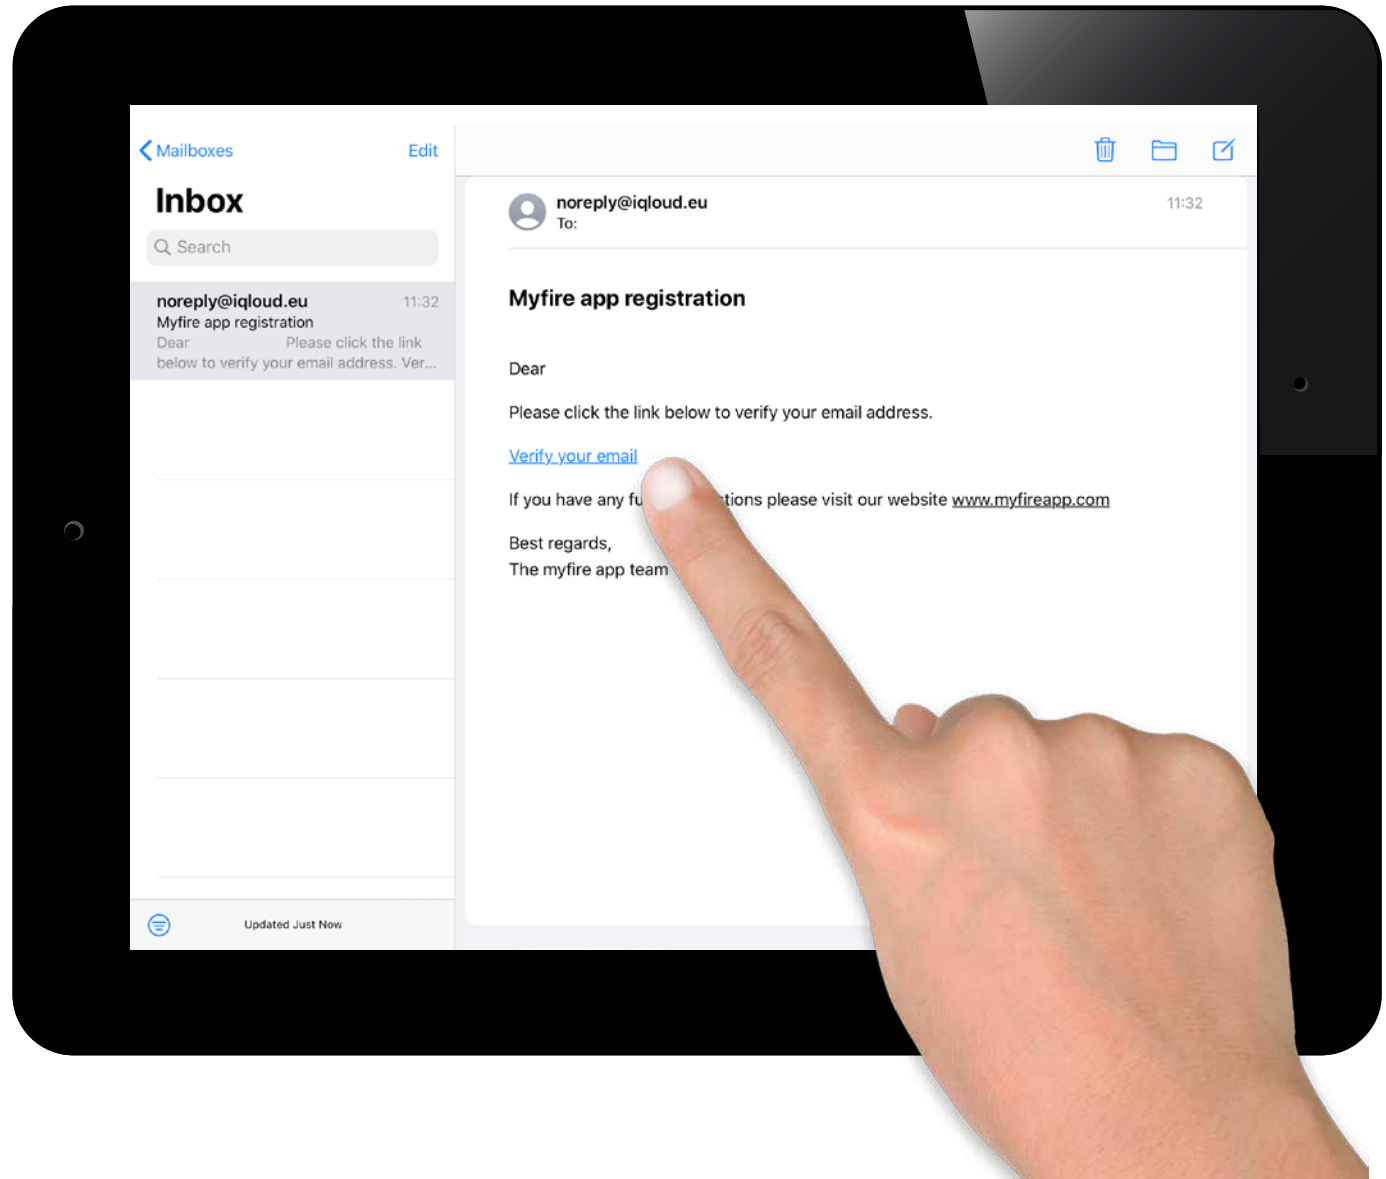 Mailboxes
Edit
Inbox
Search
noreply@iqloud.eu 11:32
Myfire app registration
Dear Please click the link
below to verify your email address. Ver...
Updated Just Now
noreply@iqloud.eu 11:32
To:
Myfire app registration
Dear
Please click the link below to verify your email address.
Verify your email
If you have any please visit our website www.myfireapp.com
Best regards,
The myfire app team